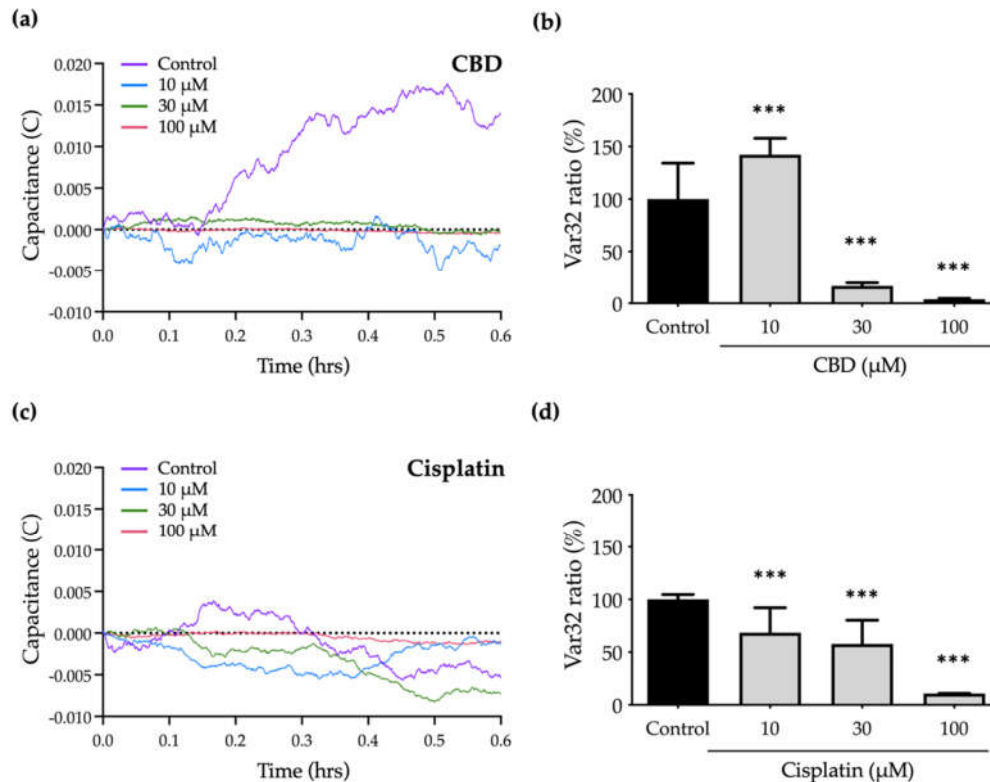 (a)
CBD
Control
10 µM
30 µM
100 µM
0.020
0.015
0.010
0.005
0.000
-0.005
-0.010
Capacitance (C)
0.0 0.1 0.2 0.3 0.4 0.5 0.6
Time (hrs)
(b)
200
150
100
50
0
Var32 ratio (%)
***
***
***
Control 10 30 100
CBD (µM)
(c)
Cisplatin
Control
10 µM
30 µM
100 µM
0.020
0.015
0.010
0.005
0.000
-0.005
-0.010
Capacitance (C)
0.0 0.1 0.2 0.3 0.4 0.5 0.6
Time (hrs)
(d)
200
150
100
50
0
Var32 ratio (%)
***
***
***
Control 10 30 100
Cisplatin (µM)